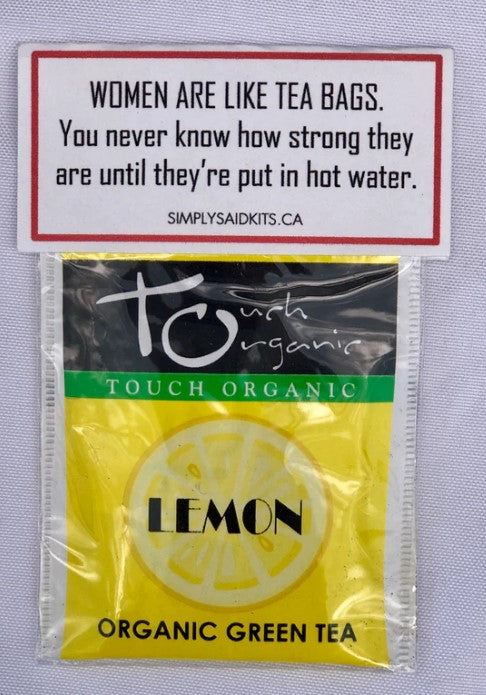 WOMEN ARE LIKE TEA BAGS.
You never know how strong they
are until they're put in hot water.
SIMPLYSAIDKITS.CA
Touch
Organic
TOUCH ORGANIC
LEMON
ORGANIC GREEN TEA